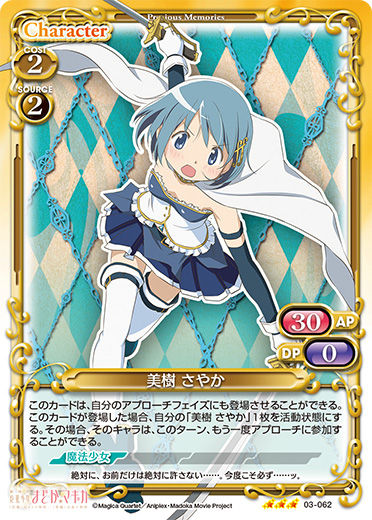 Precious Memories
Character
COST
2
SOURCE
2
30 AP
DP 0
美樹 さやか
このカードは、自分のアプローチフェイズにも登場させることができる。
このカードが登場した場合、自分の「美樹 さやか」1枚を活動状態にす
る。その場合、そのキャラは、このターン、もう一度アプローチに参加す
ることができる。
魔法少女
絶対に、お前だけは絶対に許さない……。今度こそ必ず……ッ。
まどか☆マギカ
©Magica Quartet／Aniplex・Madoka Movie Project
03-062